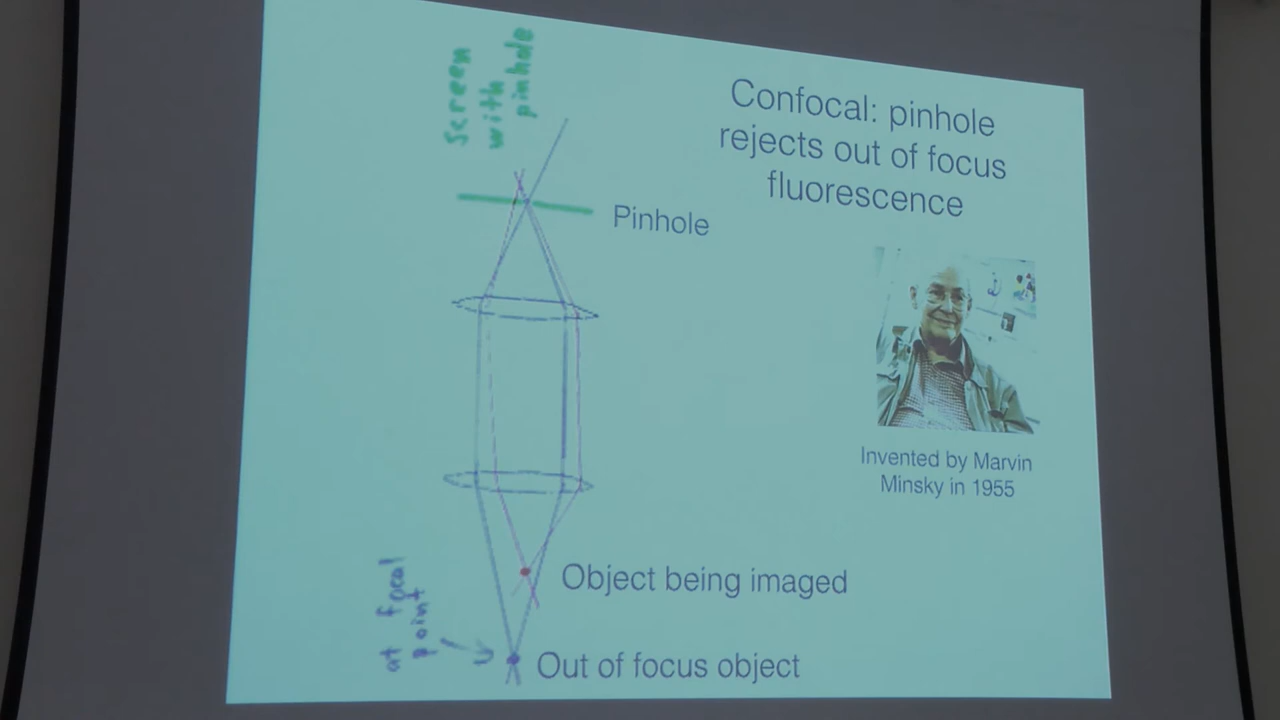 Screen
with
pinhole
Confocal: pinhole
rejects out of focus
fluorescence
Pinhole
Invented by Marvin
Minsky in 1955
Object being imaged
at focal
point
Out of focus object